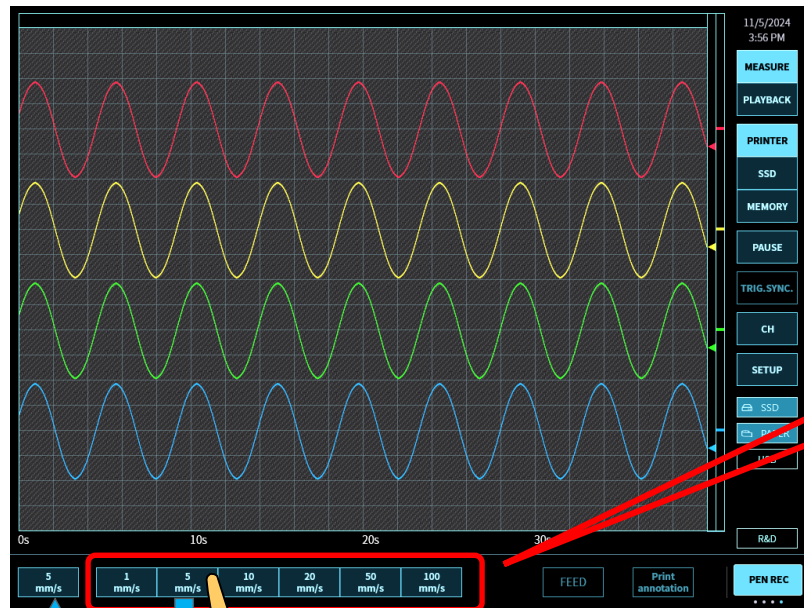 11/5/2024
3:56 PM
MEASURE
PLAYBACK
PRINTER
SSD
MEMORY
PAUSE
TRIG.SYNC.
CH
SETUP
SSD
PAPER
USB
0s 10s 20s 30s
R&D
5 mm/s
1 mm/s
5 mm/s
10 mm/s
20 mm/s
50 mm/s
100 mm/s
FEED
Print
annotation
PEN REC